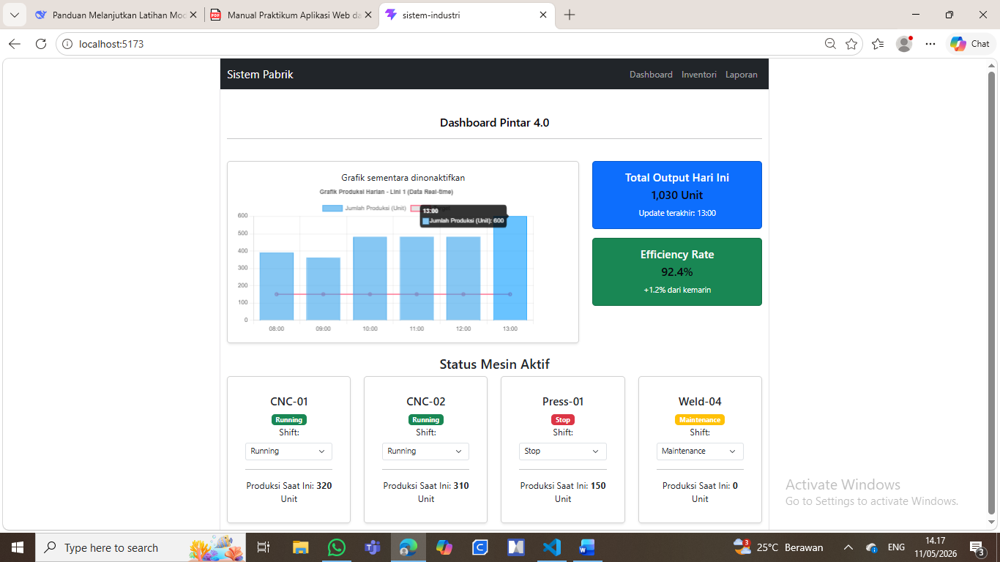 Panduan Melanjutkan Latihan Mod
Manual Praktikum Aplikasi Web da
sistem-industri
localhost:5173
Chat
Sistem Pabrik
Dashboard
Inventori
Laporan
Dashboard Pintar 4.0
Grafik sementara dinonaktifkan
Grafik Produksi Harian - Lini 1 (Data Real-time)
Jumlah Produksi (Unit)
13:00
Jumlah Produksi (Unit): 600
600
500
400
300
200
100
0
08:00
09:00
10:00
11:00
12:00
13:00
Total Output Hari Ini
1,030 Unit
Update terakhir: 13:00
Efficiency Rate
92.4%
+1.2% dari kemarin
Status Mesin Aktif
CNC-01
Running
Shift:
Running
Produksi Saat Ini: 320
Unit
CNC-02
Running
Shift:
Running
Produksi Saat Ini: 310
Unit
Press-01
Stop
Shift:
Stop
Produksi Saat Ini: 150
Unit
Weld-04
Maintenance
Shift:
Maintenance
Produksi Saat Ini: 0
Unit
Activate Windows
Go to Settings to activate Windows.
Type here to search
3
25°C Berawan
ENG
14.17
11/05/2026
3